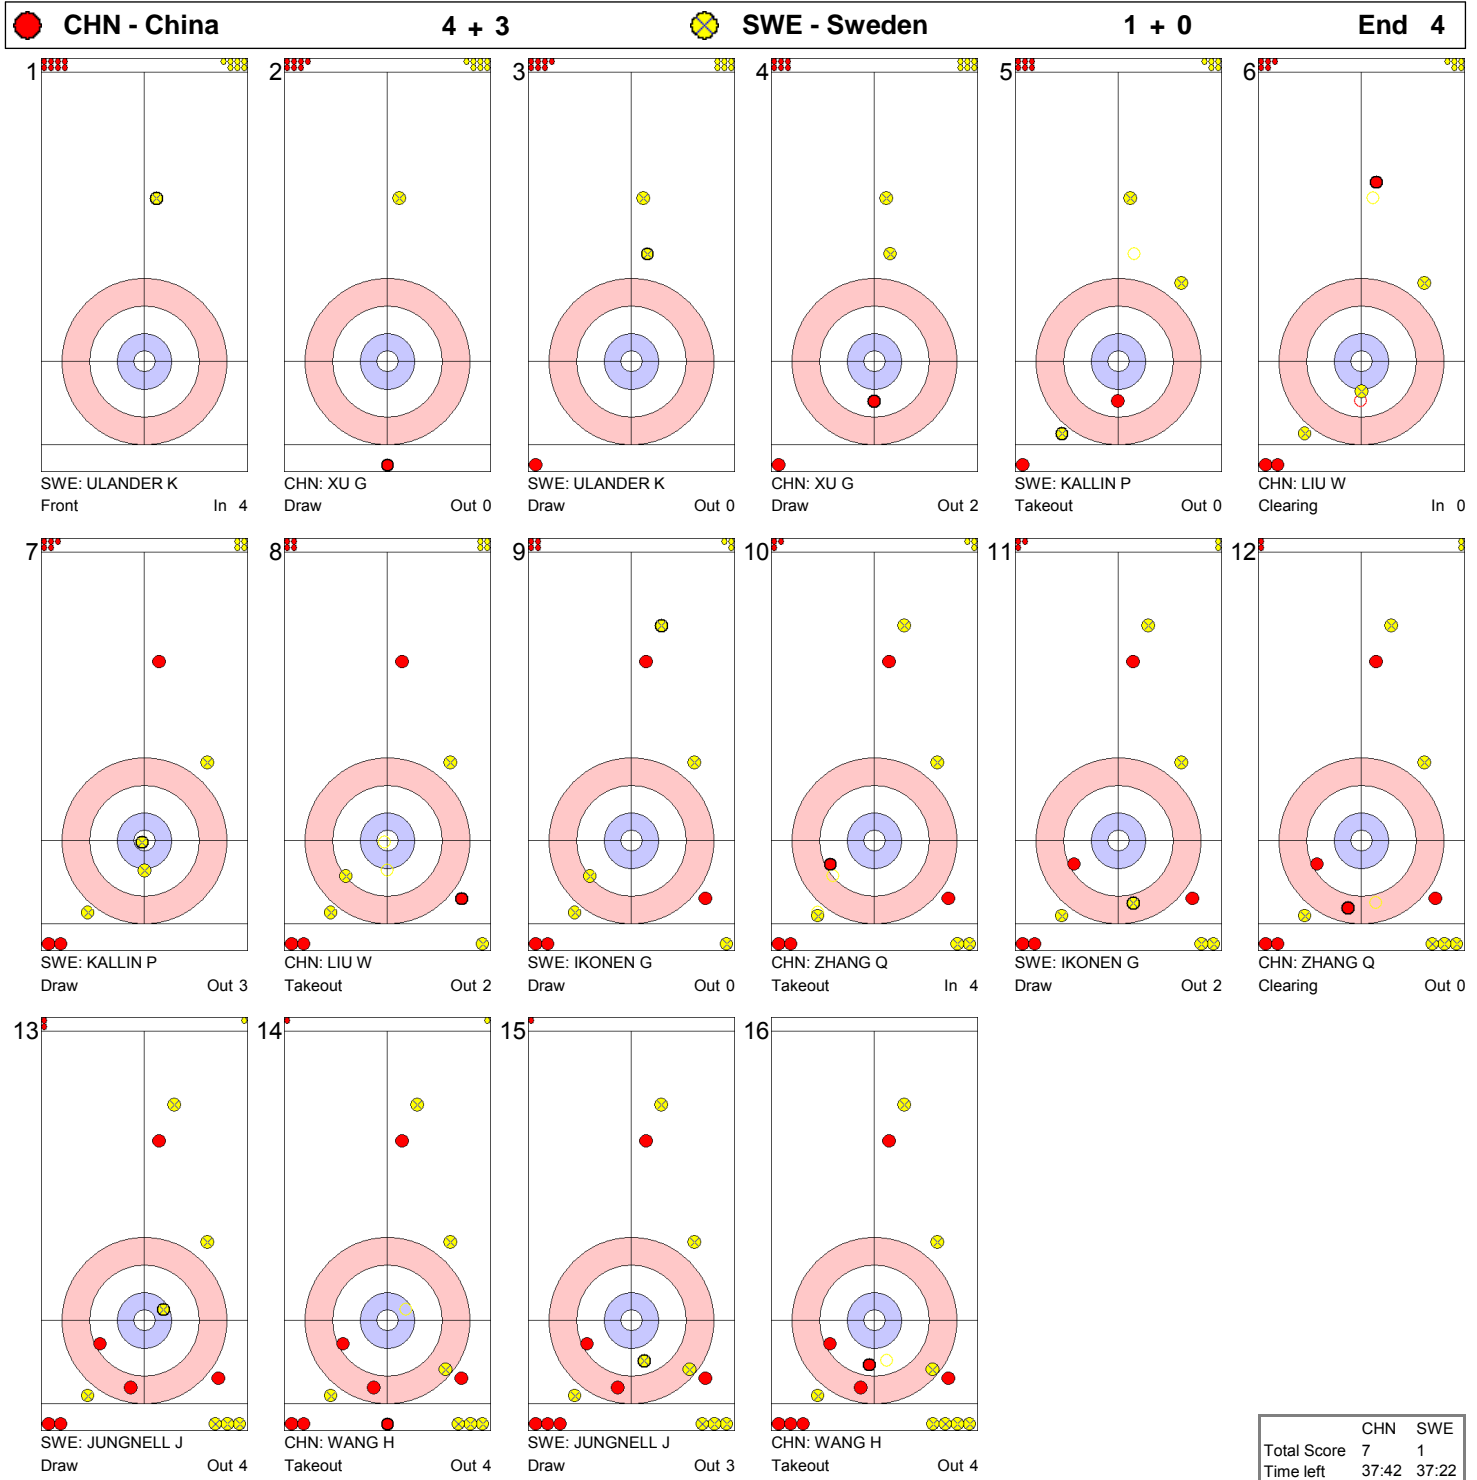 CHN - China 4 + 3 SWE - Sweden 1 + 0 End 4
1 2 3 4 5 6
SWE: ULANDER K CHN: XU G SWE: ULANDER K CHN: XU G SWE: KALLIN P CHN: LIU W
Front In 4 Draw Out 0 Draw Out 0 Draw Out 2 Takeout Out 0 Clearing In 0
7 8 9 10 11 12
SWE: KALLIN P CHN: LIU W SWE: IKONEN G CHN: ZHANG Q SWE: IKONEN G CHN: ZHANG Q
Draw Out 3 Takeout Out 2 Draw Out 0 Takeout In 4 Draw Out 2 Clearing Out 0
13 14 15 16
SWE: JUNGNELL J CHN: WANG H SWE: JUNGNELL J CHN: WANG H
Draw Out 4 Takeout Out 4 Draw Out 3 Takeout Out 4
CHN SWE
Total Score 7 1
Time left 37:42 37:22